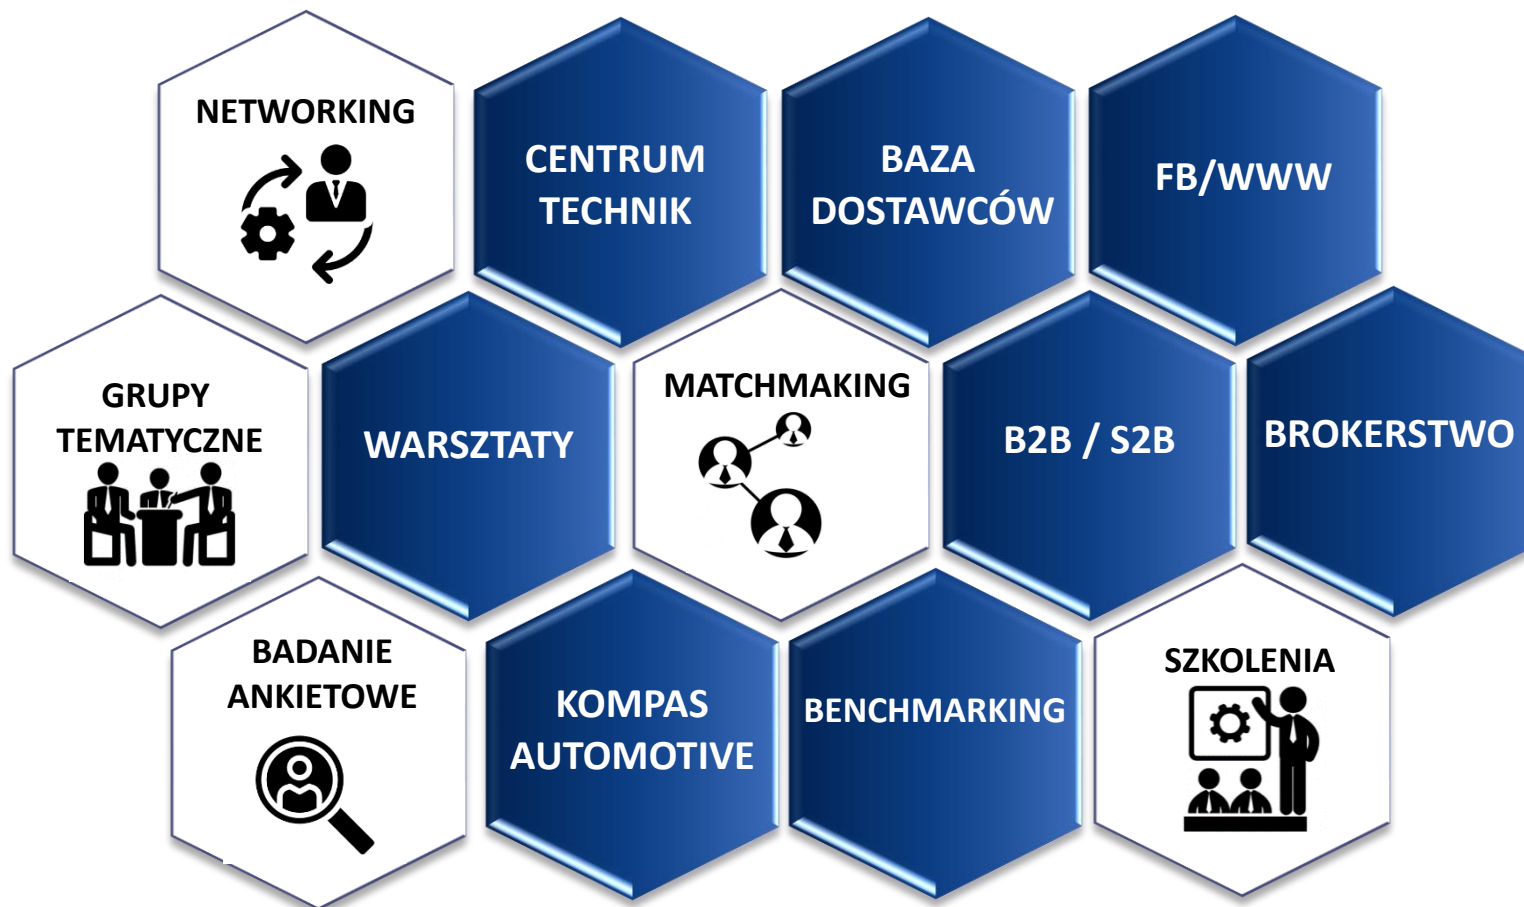 NETWORKING
CENTRUM
TECHNIK
BAZA
DOSTAWCÓW
FB/WWW
GRUPY
TEMATYCZNE
WARSZTATY
MATCHMAKING
B2B / S2B
BROKERSTWO
BADANIE
ANKIETOWE
KOMPAS
AUTOMOTIVE
BENCHMARKING
SZKOLENIA